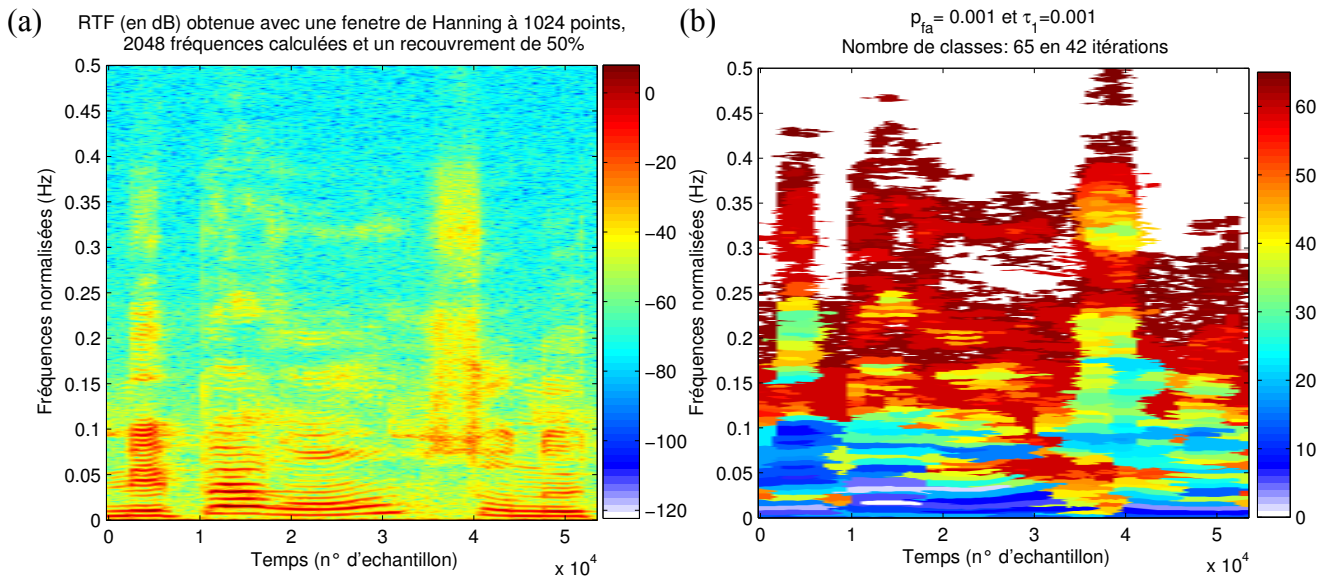 (a)
RTF (en dB) obtenue avec une fenetre de Hanning à 1024 points,
2048 fréquences calculées et un recouvrement de 50%
Fréquences normalisées (Hz)
0.5
0.45
0.4
0.35
0.3
0.25
0.2
0.15
0.1
0.05
0
0 1 2 3 4 5
x 10⁴
Temps (n° d'echantillon)
0
−20
−40
−60
−80
−100
−120
(b)
p_fa= 0.001 et τ_1=0.001
Nombre de classes: 65 en 42 itérations
Fréquences normalisées (Hz)
0.5
0.45
0.4
0.35
0.3
0.25
0.2
0.15
0.1
0.05
0
0 1 2 3 4 5
x 10⁴
Temps (n° d'echantillon)
60
50
40
30
20
10
0